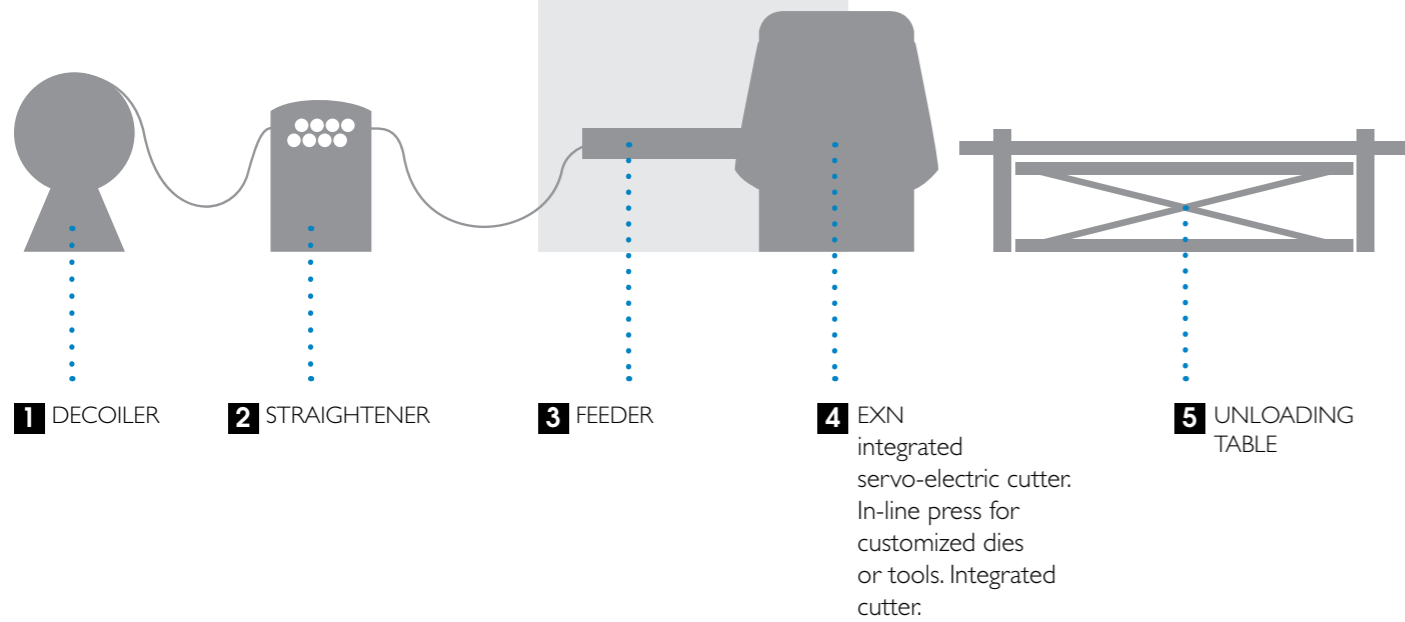 1 DECOILER
2 STRAIGHTENER
3 FEEDER
4 EXN
integrated
servo-electric cutter.
In-line press for
customized dies
or tools. Integrated
cutter.
5 UNLOADING
TABLE